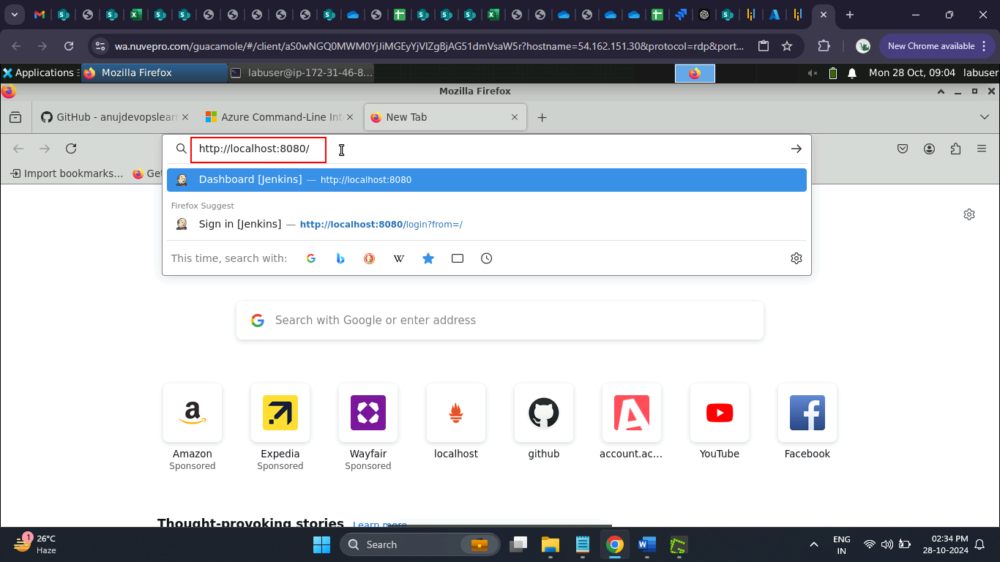 wa.nuvepro.com/guacamole/#/client/aS0wNGQ0MWM0YjJiMGEyYjVlZgBjAG51dmVsaW5r?hostname=54.162.151.30&protocol=rdp&port...
New Chrome available
Applications
Mozilla Firefox
labuser@ip-172-31-46-8...
Mon 28 Oct, 09:04
labuser
Mozilla Firefox
GitHub - anujdevopslearn
Azure Command-Line Int
New Tab
http://localhost:8080/
Import bookmarks...
Get
Dashboard [Jenkins] — http://localhost:8080
Firefox Suggest
Sign in [Jenkins] — http://localhost:8080/login?from=/
This time, search with:
W
Search with Google or enter address
Amazon
Sponsored
Expedia
Sponsored
Wayfair
Sponsored
localhost
github
account.ac...
YouTube
Facebook
Thought-provoking stories
Learn more
1
26°C
Haze
Search
ENG
IN
02:34 PM
28-10-2024